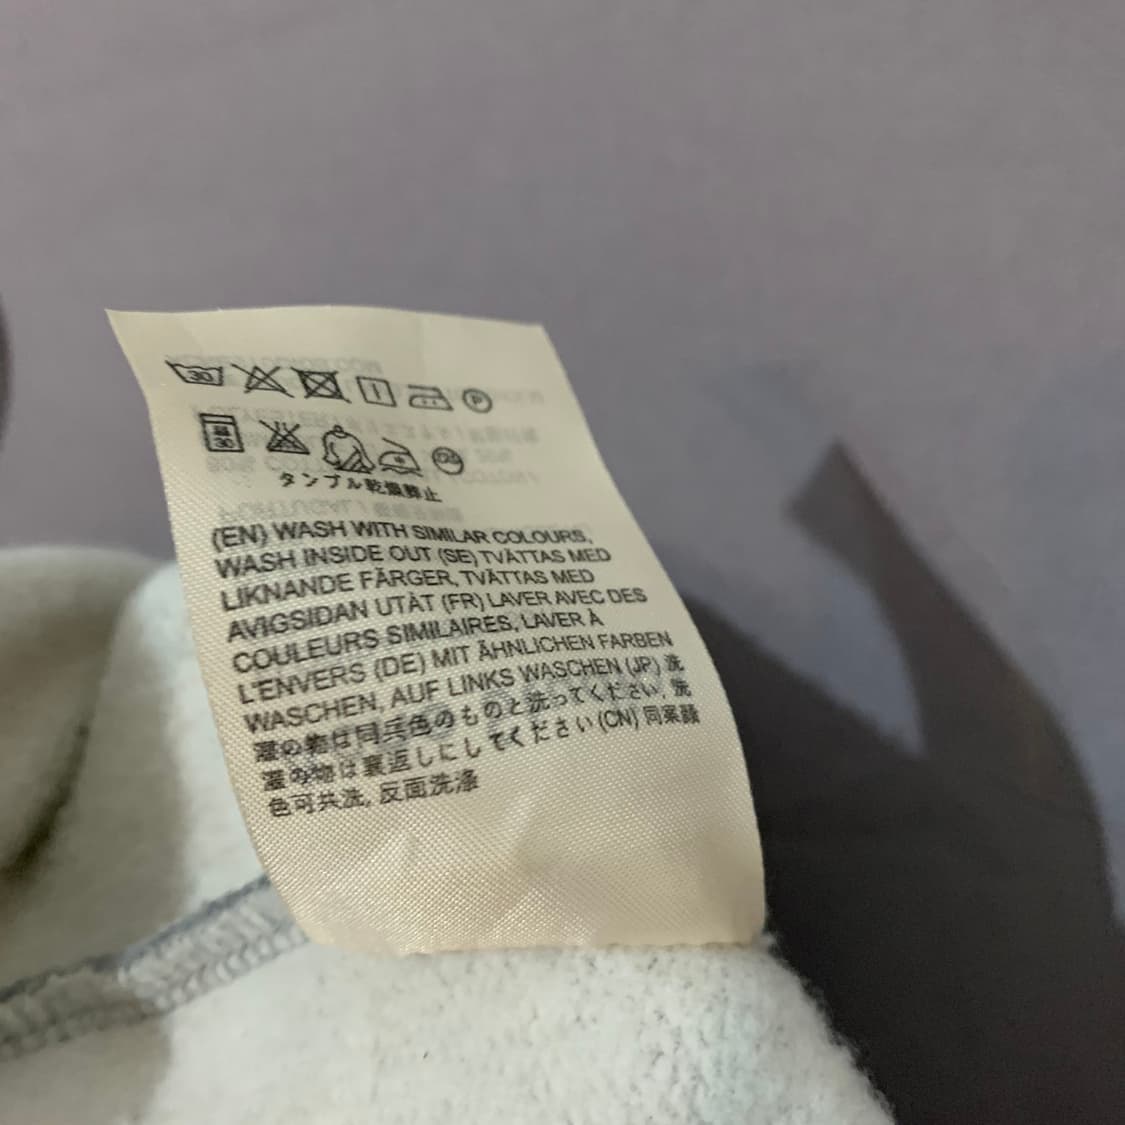 30
P
30
タンブル乾燥禁止
(EN) WASH WITH SIMILAR COLOURS,
WASH INSIDE OUT (SE) TVÄTTAS MED
LIKNANDE FÄRGER, TVÄTTAS MED
AVIGSIDAN UTÅT (FR) LAVER AVEC DES
COULEURS SIMILAIRES, LAVER À
L'ENVERS (DE) MIT ÄHNLICHEN FARBEN
WASCHEN, AUF LINKS WASCHEN (JP) 洗
濯の物は同兵色のものと洗ってください, 洗
濯の物は裏返しにしてください (CN) 同系颜
色可共洗, 反面洗涤